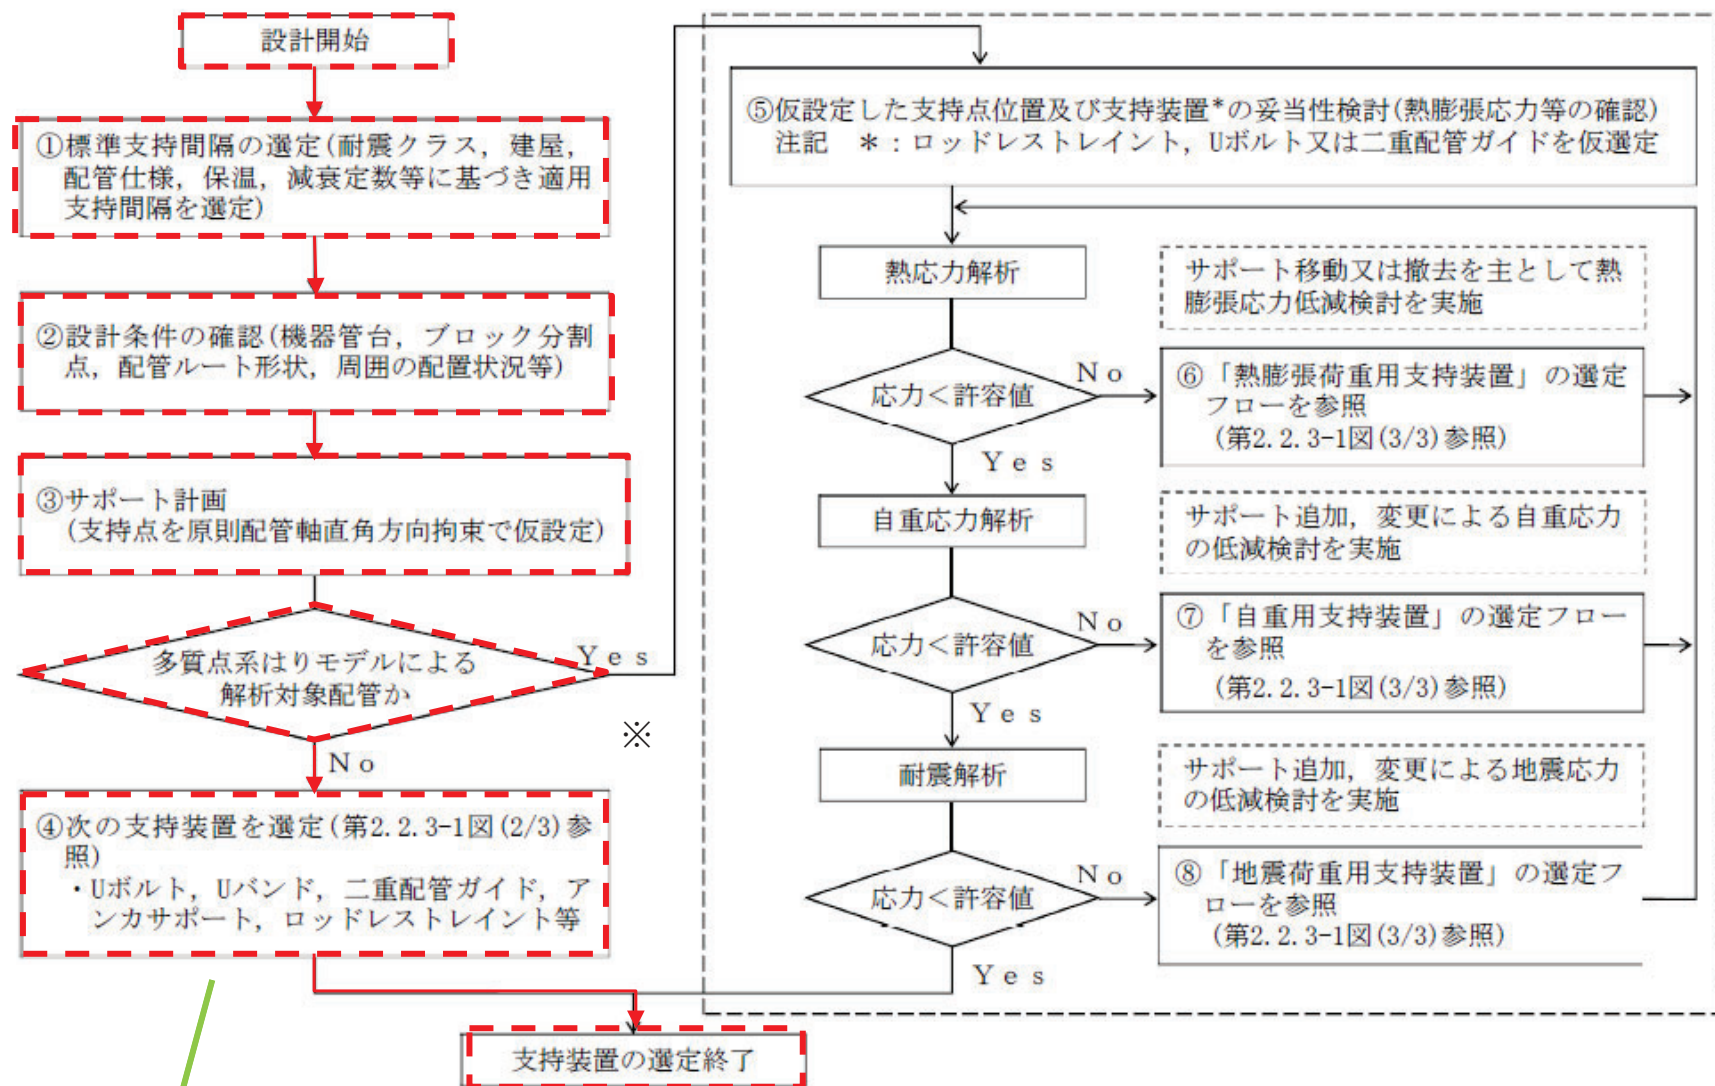 設計開始
①標準支持間隔の選定(耐震クラス，建屋，
配管仕様，保温，減衰定数等に基づき適用
支持間隔を選定)
②設計条件の確認(機器管台，ブロック分割
点，配管ルート形状，周囲の配置状況等)
③サポート計画
(支持点を原則配管軸直角方向拘束で仮設定)
多質点系はりモデルによる
解析対象配管か
Yes
※
No
④次の支持装置を選定(第2.2.3-1図(2/3)参
照)
・Uボルト，Uバンド，二重配管ガイド，ア
ンカサポート，ロッドレストレイント等
支持装置の選定終了
⑤仮設定した支持点位置及び支持装置*の妥当性検討(熱膨張応力等の確認)
注記　*：ロッドレストレイント，Uボルト又は二重配管ガイドを仮選定
熱応力解析
サポート移動又は撤去を主として熱
膨張応力低減検討を実施
応力＜許容値
No
⑥「熱膨張荷重用支持装置」の選定
フローを参照
(第2.2.3-1図(3/3)参照)
Yes
自重応力解析
サポート追加，変更による自重応力
の低減検討を実施
応力＜許容値
No
⑦「自重用支持装置」の選定フロー
を参照
(第2.2.3-1図(3/3)参照)
Yes
耐震解析
サポート追加，変更による地震応力
の低減検討を実施
応力＜許容値
No
⑧「地震荷重用支持装置」の選定フ
ローを参照
(第2.2.3-1図(3/3)参照)
Yes